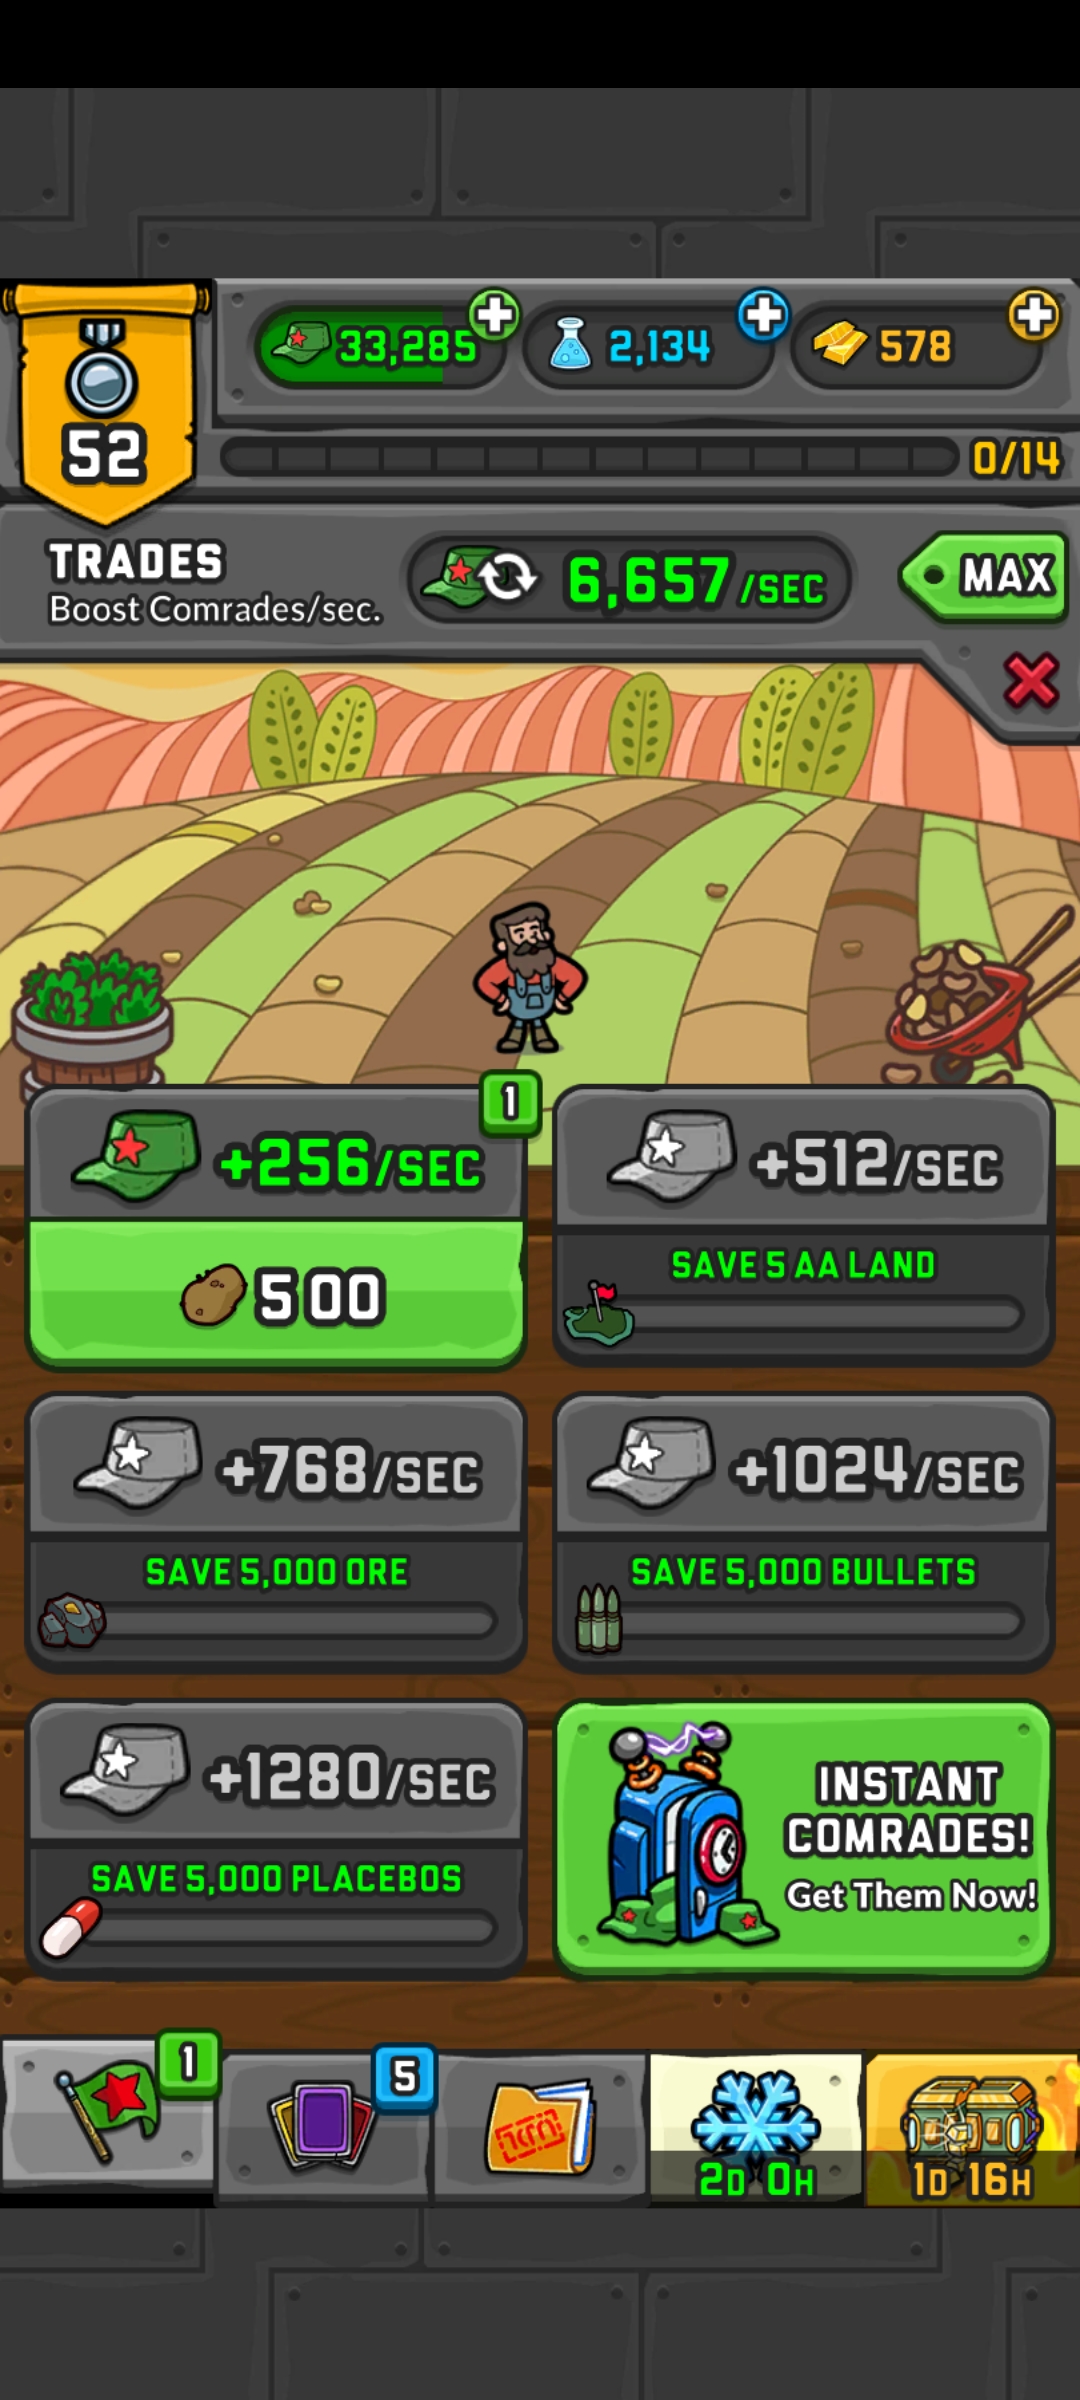 33,285
2,134
578
52
0/14
TRADES
Boost Comrades/sec.
6,657/SEC
MAX
1
+256/SEC
500
+512/SEC
SAVE 5 AA LAND
+768/SEC
SAVE 5,000 ORE
+1024/SEC
SAVE 5,000 BULLETS
+1280/SEC
SAVE 5,000 PLACEBOS
INSTANT
COMRADES!
Get Them Now!
1
5
2D 0H
1D 16H